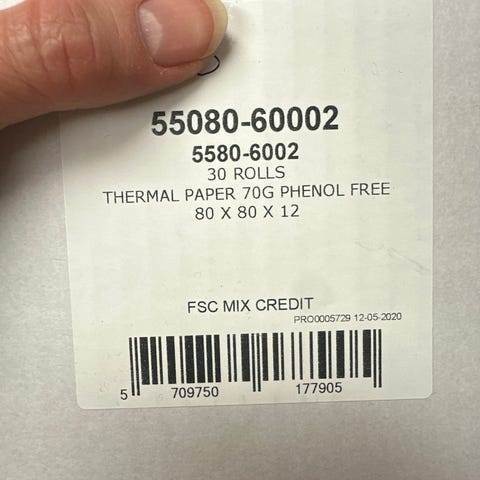 55080-60002
5580-6002
30 ROLLS
THERMAL PAPER 70G PHENOL FREE
80 X 80 X 12
FSC MIX CREDIT
PRO0005729 12-05-2020
5 709750 177905